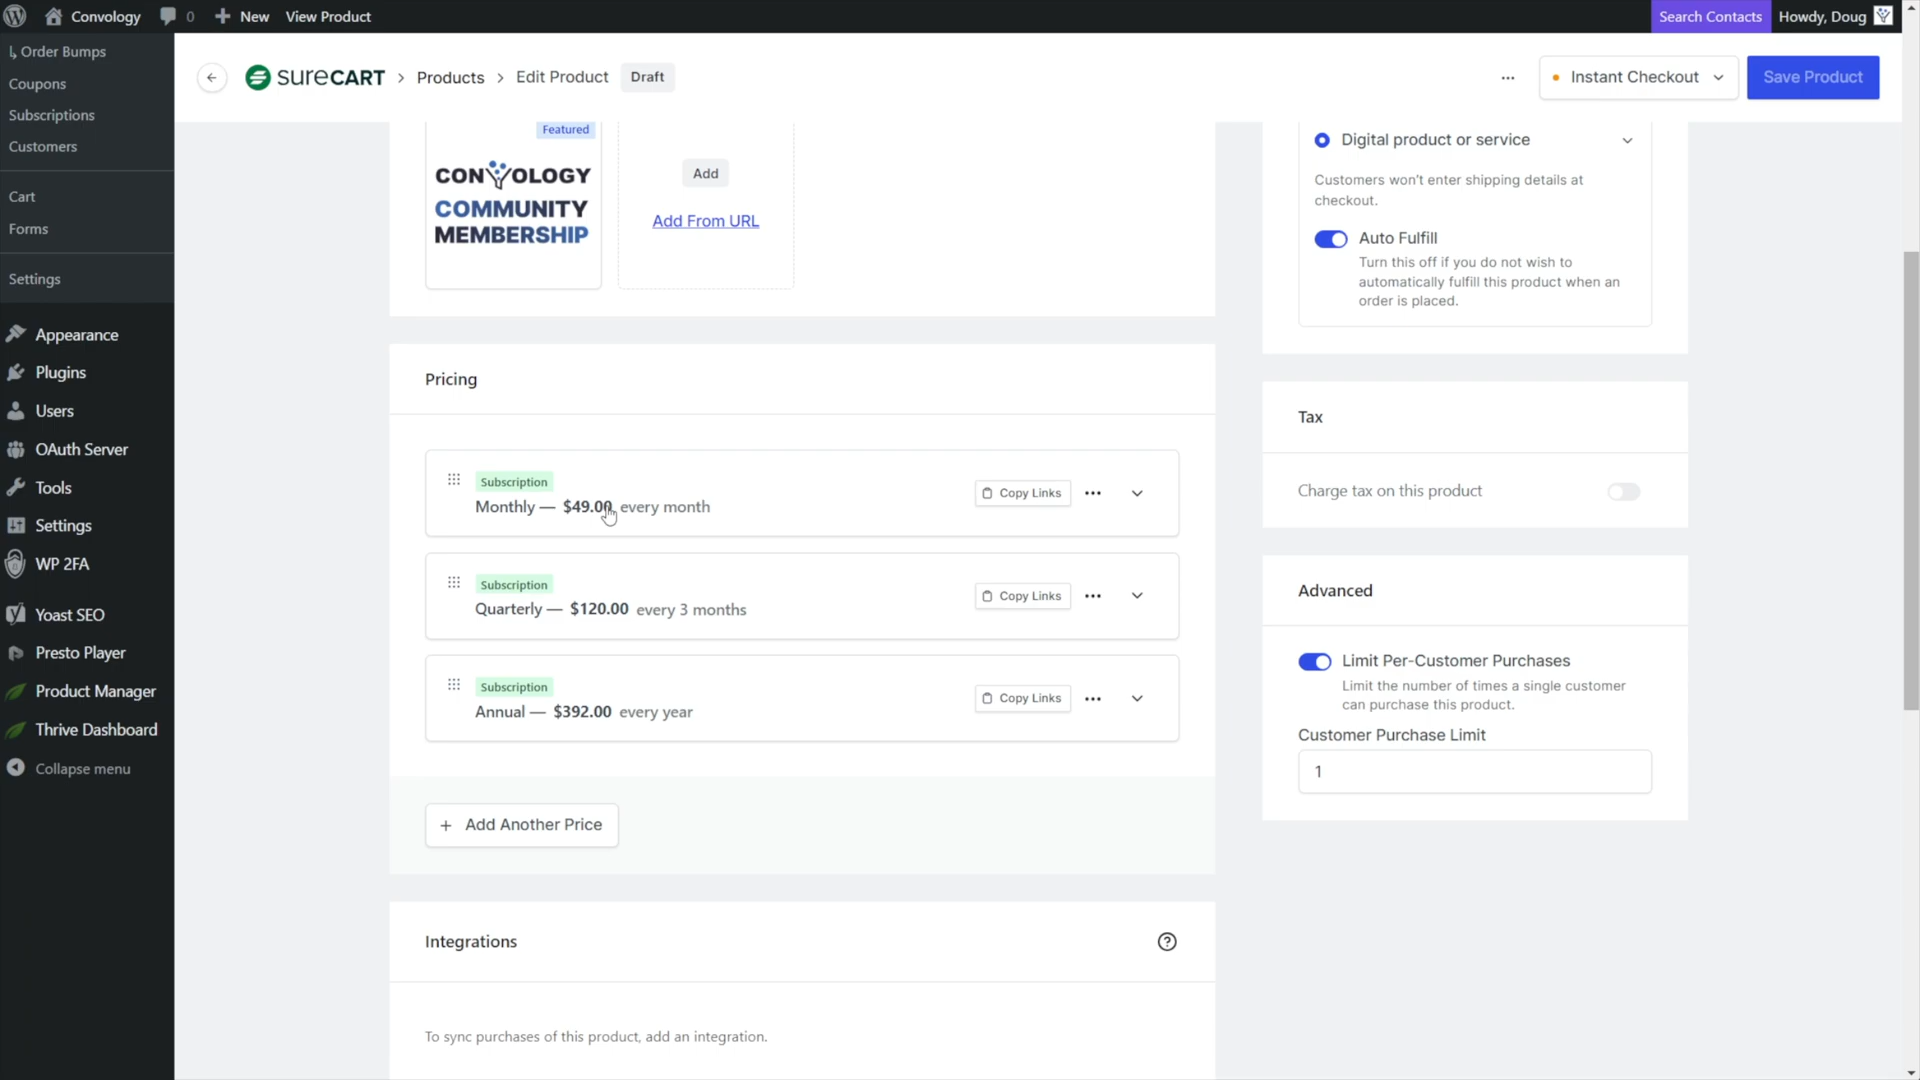 Convology
0
New
View Product
Search Contacts
Howdy, Doug
↳ Order Bumps
Coupons
Subscriptions
Customers
Cart
Forms
Settings
Appearance
Plugins
Users
OAuth Server
Tools
Settings
WP 2FA
Yoast SEO
Presto Player
Product Manager
Thrive Dashboard
Collapse menu
SURECART > Products > Edit Product Draft
Instant Checkout
Save Product
Featured
CONVOLOGY
COMMUNITY
MEMBERSHIP
Add
Add From URL
Pricing
Subscription
Monthly — $49.00 every month
Copy Links
Subscription
Quarterly — $120.00 every 3 months
Copy Links
Subscription
Annual — $392.00 every year
Copy Links
+ Add Another Price
Integrations
To sync purchases of this product, add an integration.
Digital product or service
Customers won't enter shipping details at
checkout.
Auto Fulfill
Turn this off if you do not wish to
automatically fulfill this product when an
order is placed.
Tax
Charge tax on this product
Advanced
Limit Per-Customer Purchases
Limit the number of times a single customer
can purchase this product.
Customer Purchase Limit
1